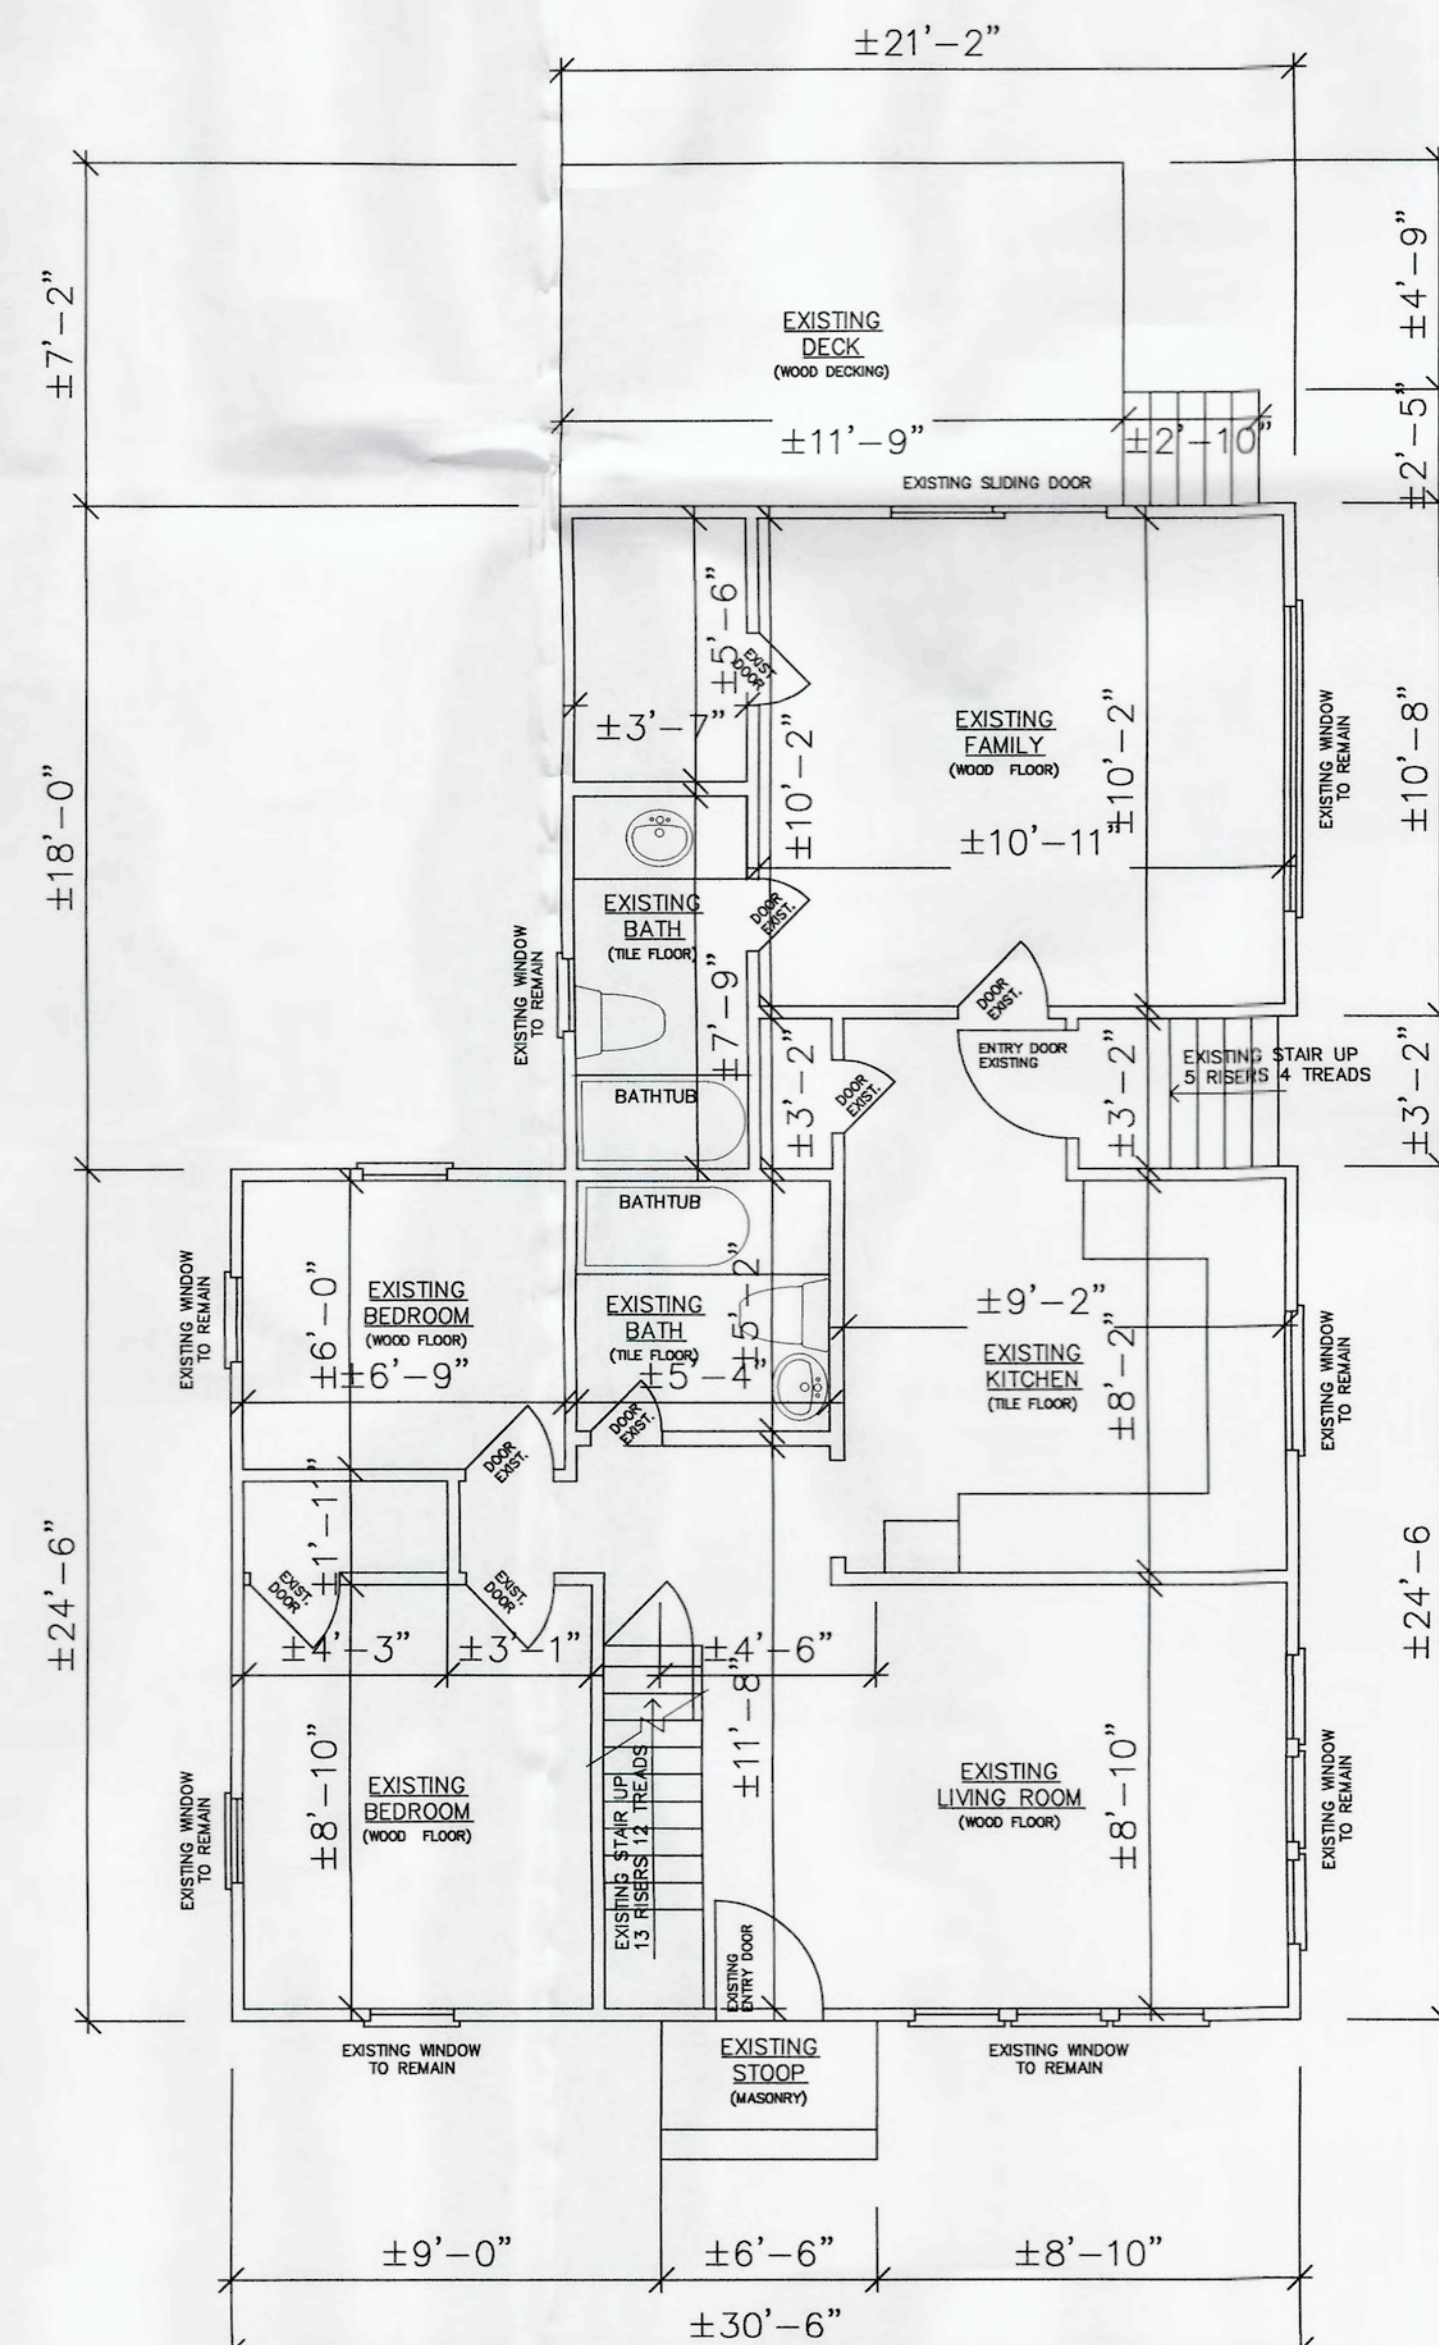 ±21'-2"
±7'-2"
±4'-9"
EXISTING
DECK
(WOOD DECKING)
±11'-9"
±2'-10"
±2'-5"
EXISTING SLIDING DOOR
±5'-6"
EXIST
DOOR
±3'-7"
±10'-2"
EXISTING
FAMILY
(WOOD FLOOR)
±10'-2"
EXISTING WINDOW
TO REMAIN
±10'-8"
±18'-0"
±10'-11"
EXISTING
BATH
(TILE FLOOR)
DOOR
EXIST.
EXISTING WINDOW
TO REMAIN
±7'-9"
DOOR
EXIST.
ENTRY DOOR
EXISTING
±3'-2"
DOOR
EXIST.
±3'-2"
EXISTING STAIR UP
5 RISERS 4 TREADS
±3'-2"
BATHTUB
BATHTUB
EXISTING WINDOW
TO REMAIN
±6'-0"
EXISTING
BEDROOM
(WOOD FLOOR)
±6'-9"
EXISTING
BATH
(TILE FLOOR)
±5'-2"
±5'-4"
±9'-2"
EXISTING
KITCHEN
(TILE FLOOR)
±8'-2"
EXISTING WINDOW
TO REMAIN
DOOR
EXIST.
DOOR
EXIST.
±24'-6"
±1'-11"
EXIST.
DOOR
EXIST.
DOOR
±24'-6
±4'-3"
±3'-1"
±4'-6"
±11'-8"
EXISTING WINDOW
TO REMAIN
±8'-10"
EXISTING
BEDROOM
(WOOD FLOOR)
EXISTING STAIR UP
13 RISERS 12 TREADS
EXISTING
LIVING ROOM
(WOOD FLOOR)
±8'-10"
EXISTING WINDOW
TO REMAIN
EXISTING
ENTRY DOOR
EXISTING WINDOW
TO REMAIN
EXISTING
STOOP
(MASONRY)
EXISTING WINDOW
TO REMAIN
±9'-0"
±6'-6"
±8'-10"
±30'-6"